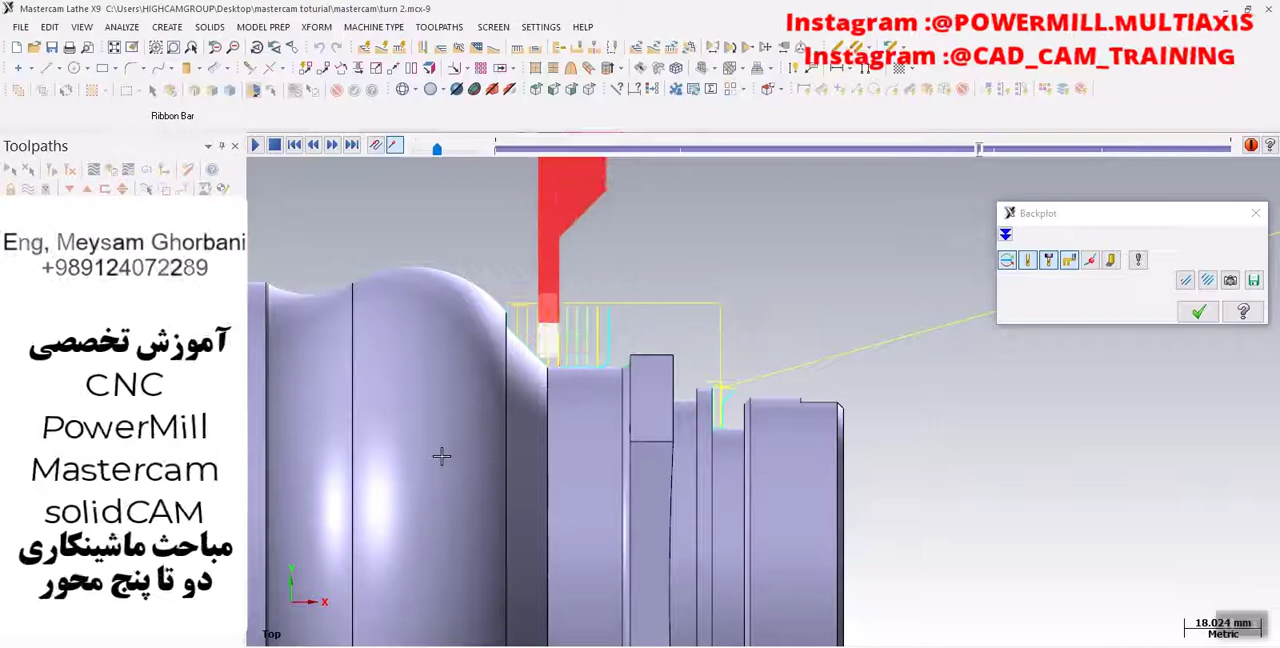 Mastercam Lathe X9 C:\Users\HIGHCAMGROUP\Desktop\mastercam toturial\mastercam\turn 2.mcx-9
Instagram :@POWERMILL.MULTIAXIS
FILE EDIT VIEW ANALYZE CREATE SOLIDS MODEL PREP XFORM MACHINE TYPE TOOLPATHS SCREEN SETTINGS HELP
Instagram :@CAD_CAM_TRAINING
Ribbon Bar
Toolpaths
Backplot
Eng, Meysam Ghorbani
+989124072289
آموزش تخصصی
CNC
PowerMill
Mastercam
solidCAM
مباحث ماشینکاری
دو تا پنج محور
Y
X
Top
18.024 mm
Metric